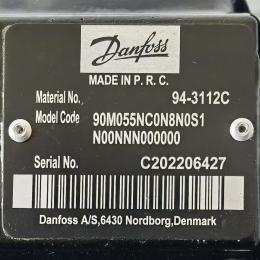 Danfoss
MADE IN P. R. C.
Material No. 94-3112C
Model Code 90M055NC0N8N0S1
N00NNN000000
Serial No. C202206427
Danfoss A/S,6430 Nordborg,Denmark